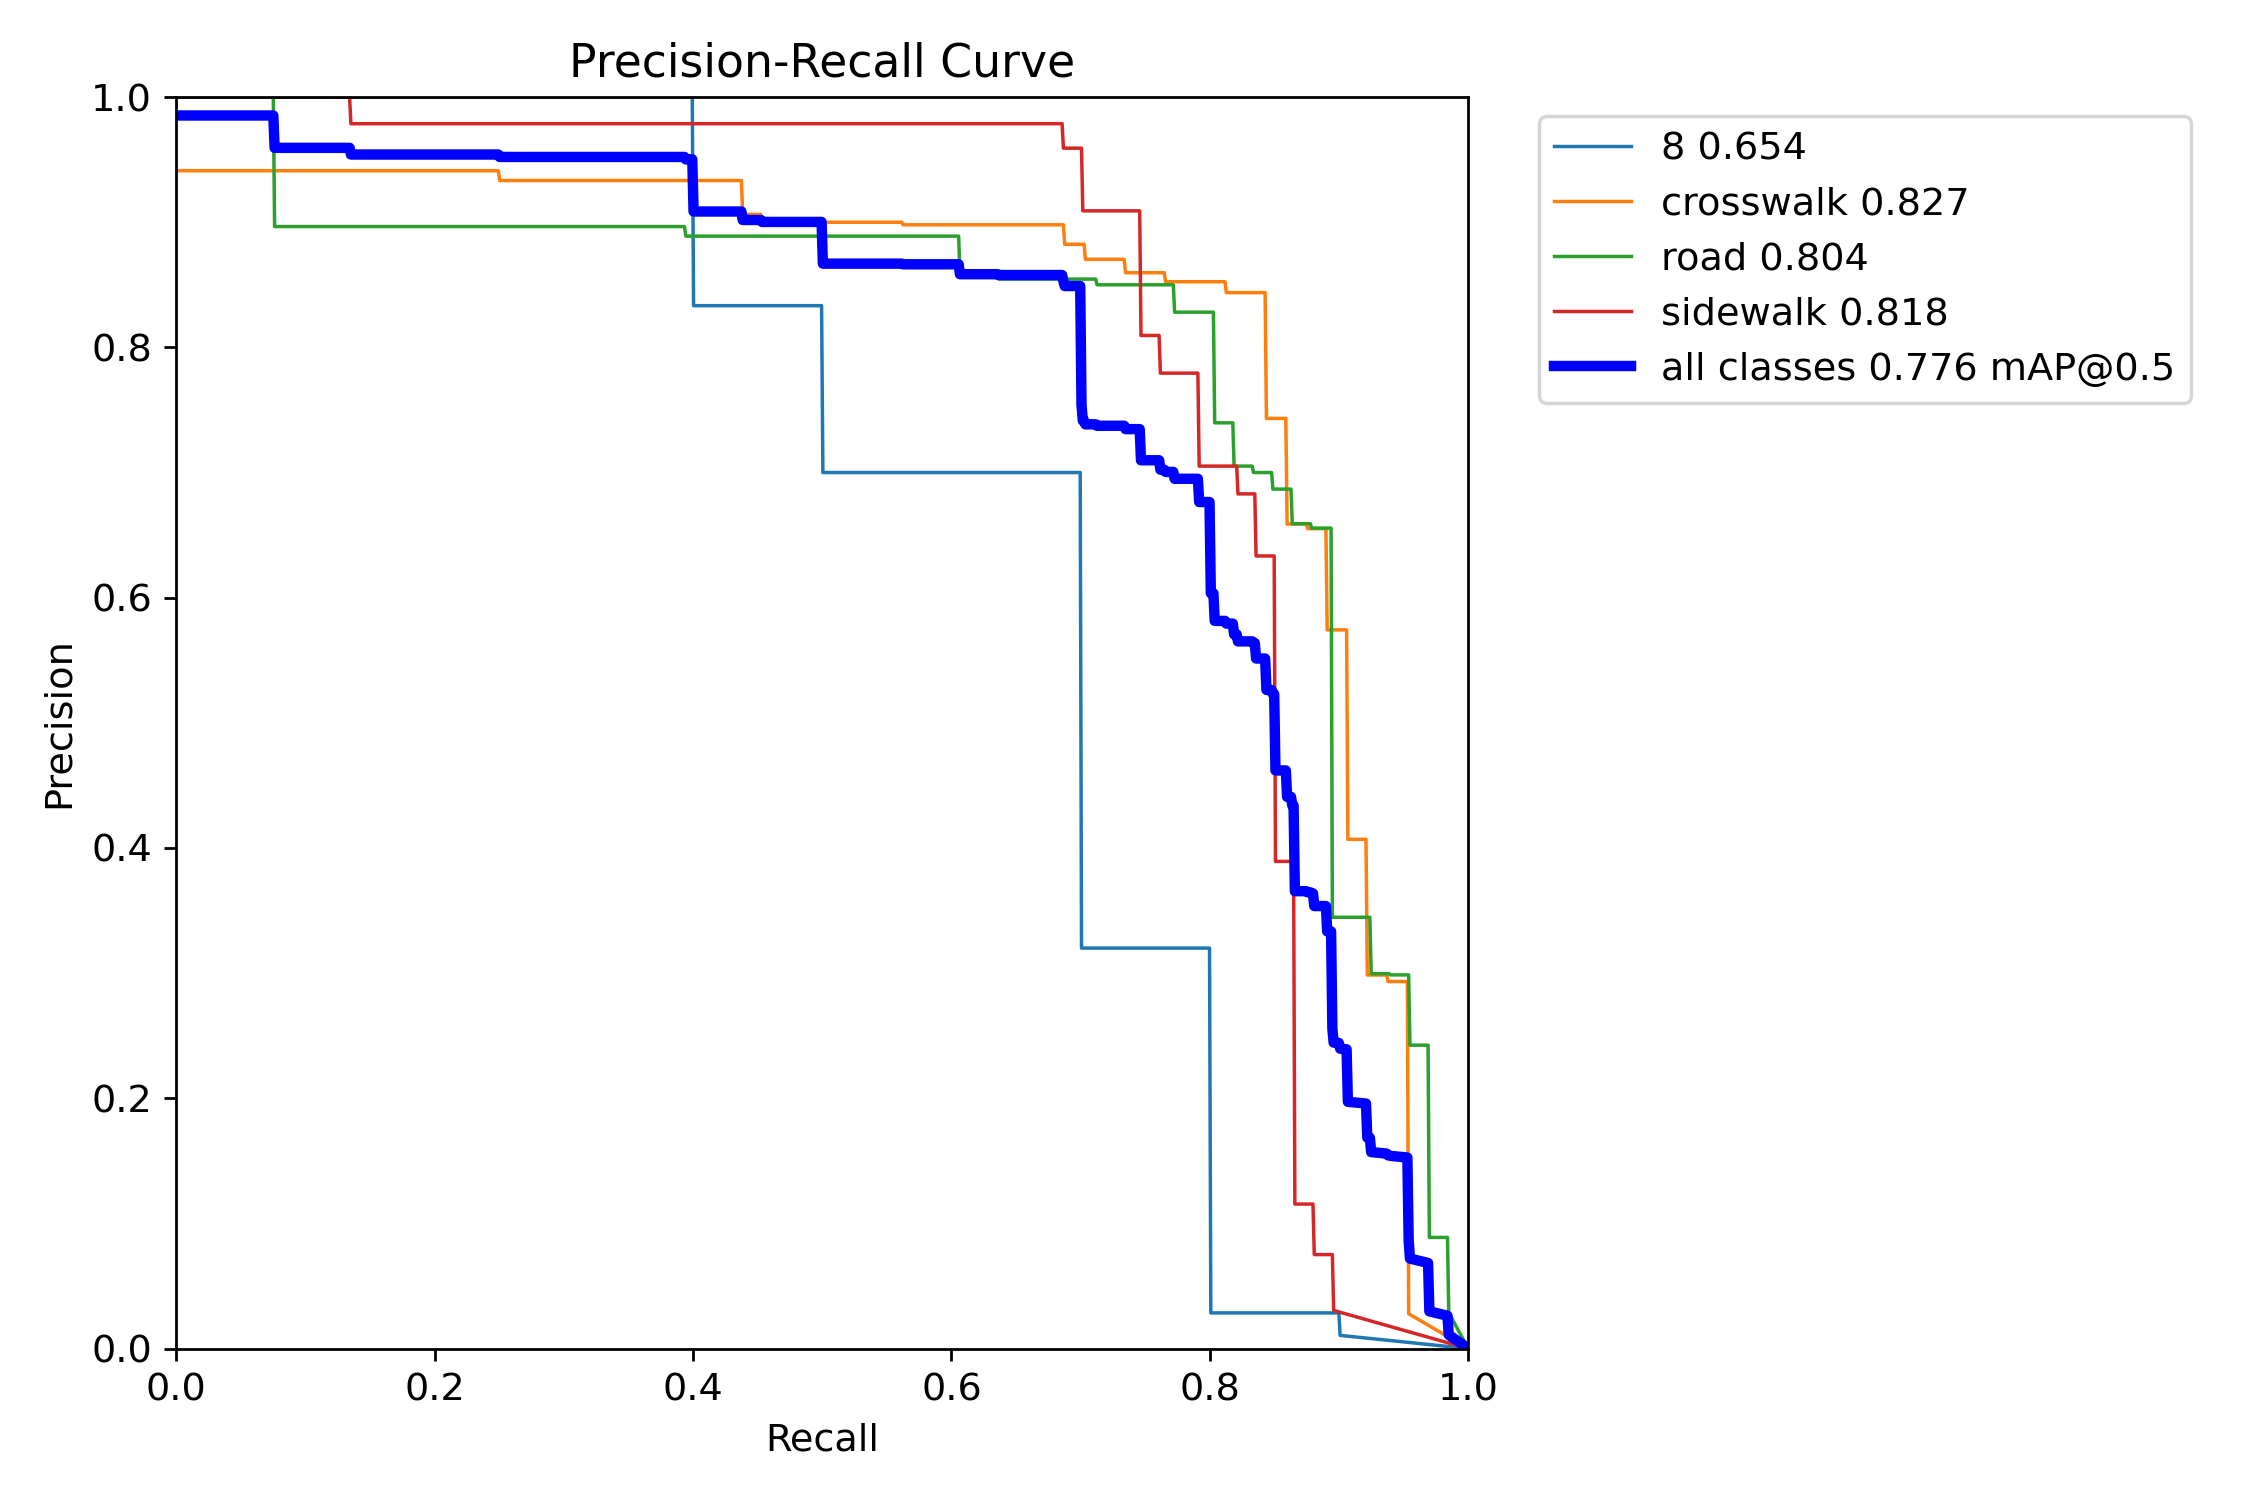 Precision-Recall Curve
1.0
0.8
0.6
0.4
0.2
0.0
Precision
0.0 0.2 0.4 0.6 0.8 1.0
Recall
8 0.654
crosswalk 0.827
road 0.804
sidewalk 0.818
all classes 0.776 mAP@0.5